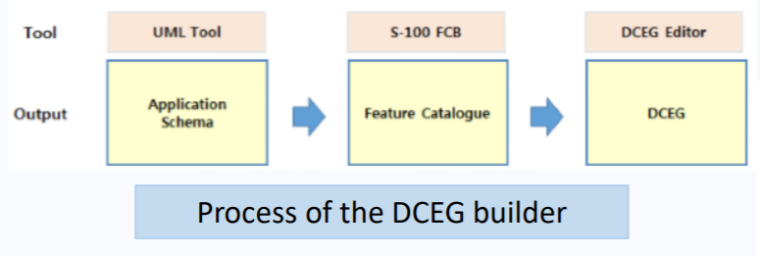 Tool UML Tool S-100 FCB DCEG Editor
Output Application Schema Feature Catalogue DCEG
Process of the DCEG builder